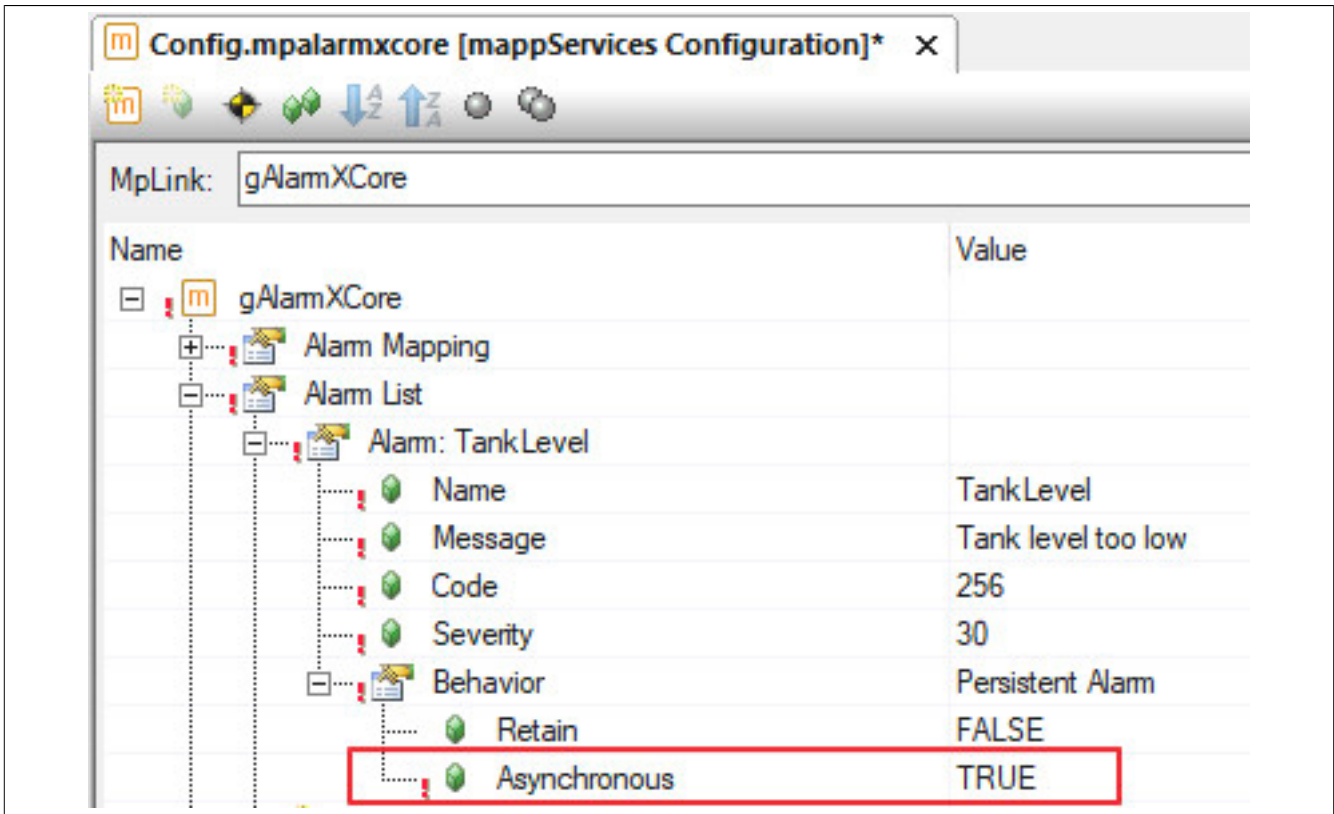 Config.mpalarmxcore [mappServices Configuration]* ×
MpLink: gAlarmXCore
Name Value
gAlarmXCore
Alarm Mapping
Alarm List
Alarm: TankLevel
Name TankLevel
Message Tank level too low
Code 256
Severity 30
Behavior Persistent Alarm
Retain FALSE
Asynchronous TRUE